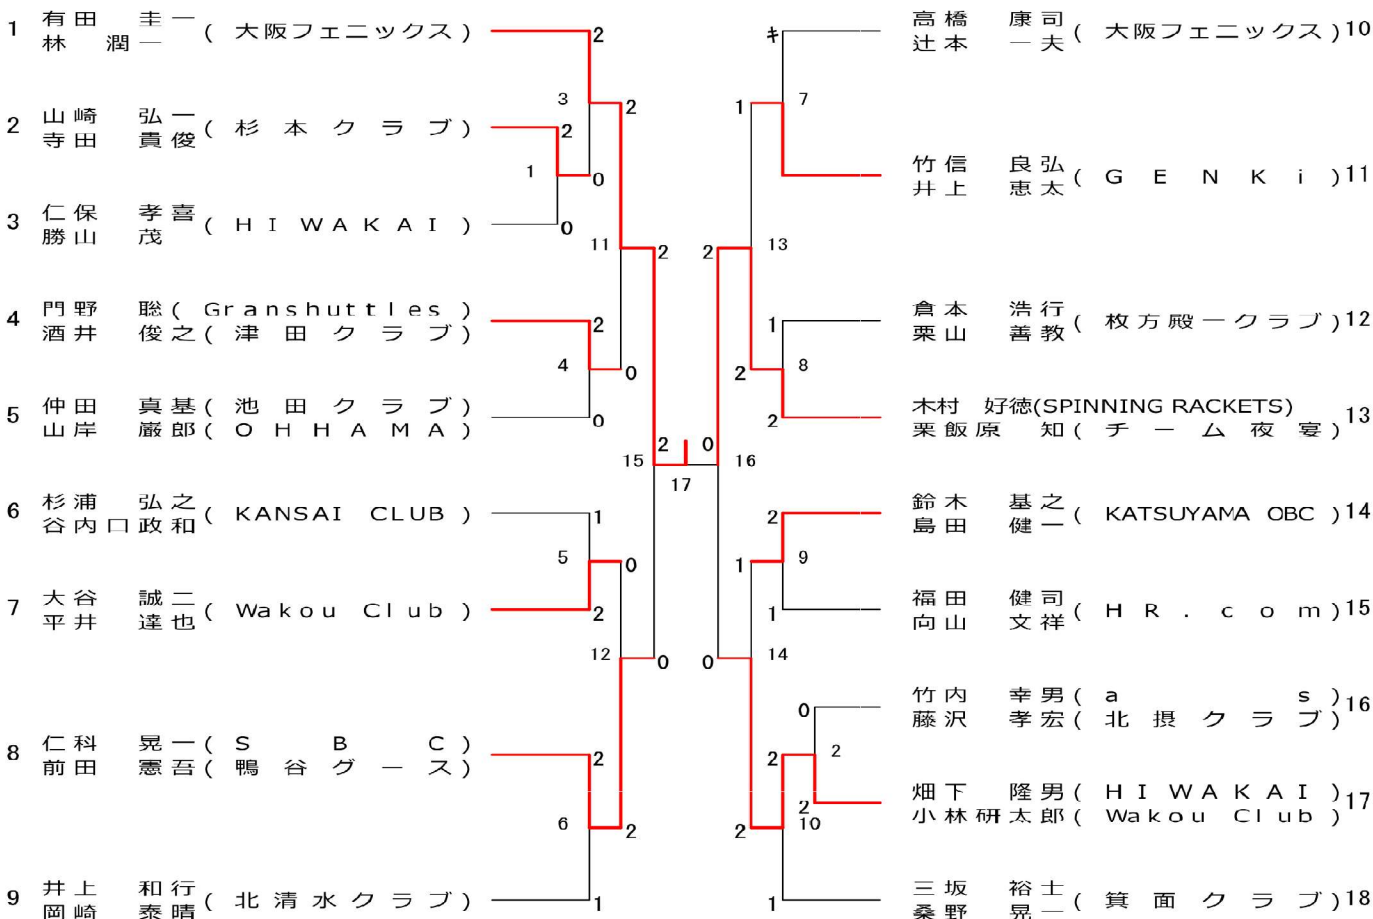 1 有田 圭一 ( 大阪フェニックス )
林 潤一
2 山崎 弘一 ( 杉本クラブ )
寺田 貴俊
3 仁保 孝喜 ( HIWAKAI )
勝山 茂
4 門野 聡 ( Granshuttles )
酒井 俊之 ( 津田クラブ )
5 仲田 真基 ( 池田クラブ )
山岸 巌郎 ( OHHAMA )
6 杉浦 弘之 ( KANSAI CLUB )
谷内口政和
7 大谷 誠二 ( Wakou Club )
平井 達也
8 仁科 晃一 ( SBC )
前田 憲吾 ( 鴨谷グース )
9 井上 和行 ( 北清水クラブ )
岡崎 泰晴
2
3
2
2
1
0
0
11
2
2
4
0
0
15
2
1
5
0
2
12
0
2
6
2
1
17
キ
7
1
13
2
1
8
2
2
0
16
2
9
1
1
14
0
0
2
2
2
10
2
1
高橋 康司 ( 大阪フェニックス ) 10
辻本 一夫
竹信 良弘 ( GENKi ) 11
井上 恵太
倉本 浩行 ( 枚方殿一クラブ ) 12
栗山 善教
木村 好徳(SPINNING RACKETS) 13
栗飯原 知 ( チーム夜宴 )
鈴木 基之 ( KATSUYAMA OBC ) 14
島田 健一
福田 健司 ( HR.com ) 15
向山 文祥
竹内 幸男 ( as ) 16
藤沢 孝宏 ( 北摂クラブ )
畑下 隆男 ( HIWAKAI ) 17
小林研太郎 ( Wakou Club )
三坂 裕士 ( 箕面クラブ ) 18
桑野 晃一